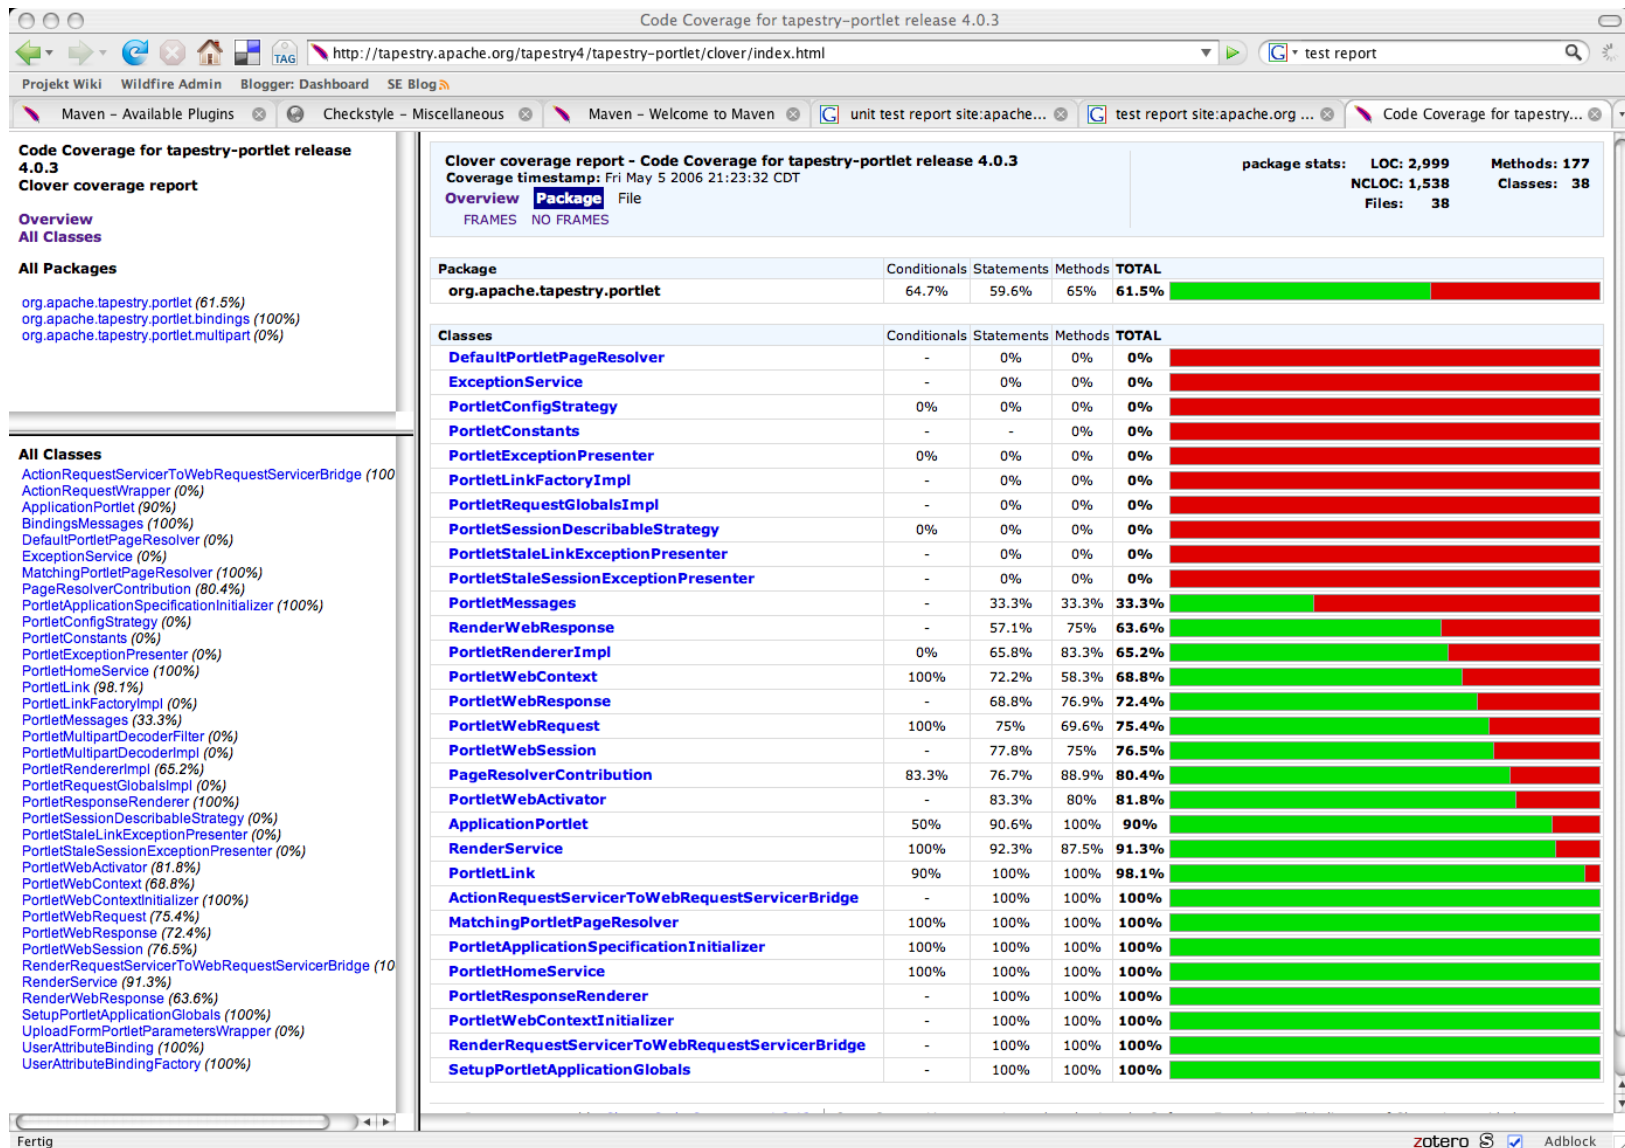 Code Coverage for tapestry-portlet release 4.0.3
TAG
http://tapestry.apache.org/tapestry4/tapestry-portlet/clover/index.html
G
test report
Projekt Wiki Wildfire Admin Blogger: Dashboard SE Blog
Maven – Available Plugins
Checkstyle – Miscellaneous
Maven – Welcome to Maven
G unit test report site:apache...
G test report site:apache.org ...
Code Coverage for tapestry...
Code Coverage for tapestry-portlet release
4.0.3
Clover coverage report
Overview
All Classes
All Packages
org.apache.tapestry.portlet (61.5%)
org.apache.tapestry.portlet.bindings (100%)
org.apache.tapestry.portlet.multipart (0%)
All Classes
ActionRequestServicerToWebRequestServicerBridge (100
ActionRequestWrapper (0%)
ApplicationPortlet (90%)
BindingsMessages (100%)
DefaultPortletPageResolver (0%)
ExceptionService (0%)
MatchingPortletPageResolver (100%)
PageResolverContribution (80.4%)
PortletApplicationSpecificationInitializer (100%)
PortletConfigStrategy (0%)
PortletConstants (0%)
PortletExceptionPresenter (0%)
PortletHomeService (100%)
PortletLink (98.1%)
PortletLinkFactoryImpl (0%)
PortletMessages (33.3%)
PortletMultipartDecoderFilter (0%)
PortletMultipartDecoderImpl (0%)
PortletRendererImpl (65.2%)
PortletRequestGlobalsImpl (0%)
PortletResponseRenderer (100%)
PortletSessionDescribableStrategy (0%)
PortletStaleLinkExceptionPresenter (0%)
PortletStaleSessionExceptionPresenter (0%)
PortletWebActivator (81.8%)
PortletWebContext (68.8%)
PortletWebContextInitializer (100%)
PortletWebRequest (75.4%)
PortletWebResponse (72.4%)
PortletWebSession (76.5%)
RenderRequestServicerToWebRequestServicerBridge (10
RenderService (91.3%)
RenderWebResponse (63.6%)
SetupPortletApplicationGlobals (100%)
UploadFormPortletParametersWrapper (0%)
UserAttributeBinding (100%)
UserAttributeBindingFactory (100%)
Clover coverage report - Code Coverage for tapestry-portlet release 4.0.3
Coverage timestamp: Fri May 5 2006 21:23:32 CDT
Overview Package File
FRAMES NO FRAMES
package stats: LOC: 2,999 Methods: 177
NCLOC: 1,538 Classes: 38
Files: 38
Package Conditionals Statements Methods TOTAL
org.apache.tapestry.portlet 64.7% 59.6% 65% 61.5%
Classes Conditionals Statements Methods TOTAL
DefaultPortletPageResolver - 0% 0% 0%
ExceptionService - 0% 0% 0%
PortletConfigStrategy 0% 0% 0% 0%
PortletConstants - - 0% 0%
PortletExceptionPresenter 0% 0% 0% 0%
PortletLinkFactoryImpl - 0% 0% 0%
PortletRequestGlobalsImpl - 0% 0% 0%
PortletSessionDescribableStrategy 0% 0% 0% 0%
PortletStaleLinkExceptionPresenter - 0% 0% 0%
PortletStaleSessionExceptionPresenter - 0% 0% 0%
PortletMessages - 33.3% 33.3% 33.3%
RenderWebResponse - 57.1% 75% 63.6%
PortletRendererImpl 0% 65.8% 83.3% 65.2%
PortletWebContext 100% 72.2% 58.3% 68.8%
PortletWebResponse - 68.8% 76.9% 72.4%
PortletWebRequest 100% 75% 69.6% 75.4%
PortletWebSession - 77.8% 75% 76.5%
PageResolverContribution 83.3% 76.7% 88.9% 80.4%
PortletWebActivator - 83.3% 80% 81.8%
ApplicationPortlet 50% 90.6% 100% 90%
RenderService 100% 92.3% 87.5% 91.3%
PortletLink 90% 100% 100% 98.1%
ActionRequestServicerToWebRequestServicerBridge - 100% 100% 100%
MatchingPortletPageResolver 100% 100% 100% 100%
PortletApplicationSpecificationInitializer 100% 100% 100% 100%
PortletHomeService 100% 100% 100% 100%
PortletResponseRenderer - 100% 100% 100%
PortletWebContextInitializer - 100% 100% 100%
RenderRequestServicerToWebRequestServicerBridge - 100% 100% 100%
SetupPortletApplicationGlobals - 100% 100% 100%
Fertig
zotero S Adblock